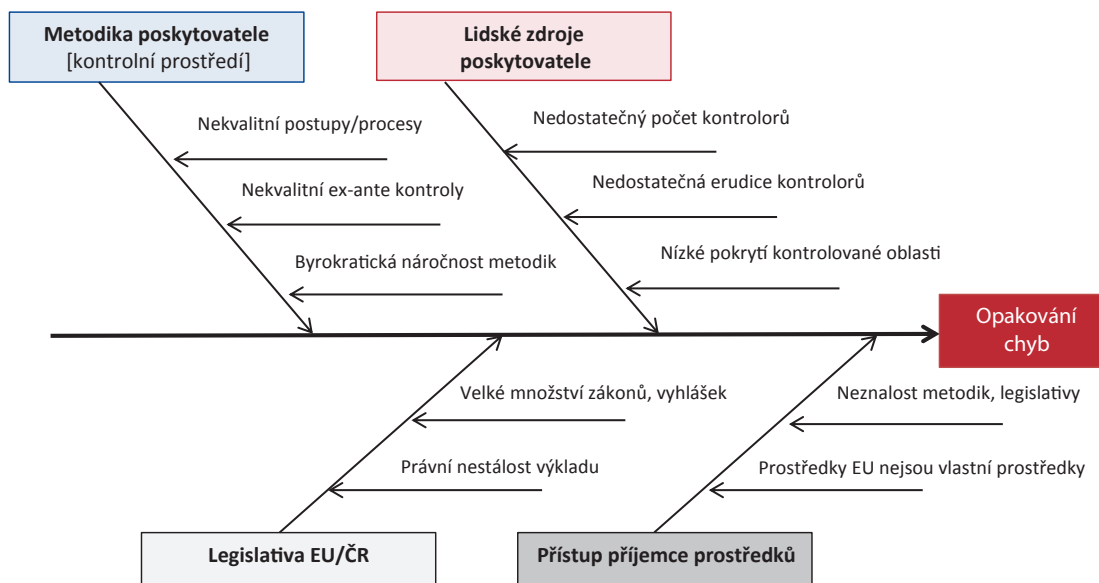 Metodika poskytovatele
[kontrolní prostředí]
Lidské zdroje
poskytovatele
Nekvalitní postupy/procesy
Nekvalitní ex-ante kontroly
Byrokratická náročnost metodik
Nedostatečný počet kontrolorů
Nedostatečná erudice kontrolorů
Nízké pokrytí kontrolované oblasti
Opakování
chyb
Velké množství zákonů, vyhlášek
Právní nestálost výkladu
Neznalost metodik, legislativy
Prostředky EU nejsou vlastní prostředky
Legislativa EU/ČR
Přístup příjemce prostředků